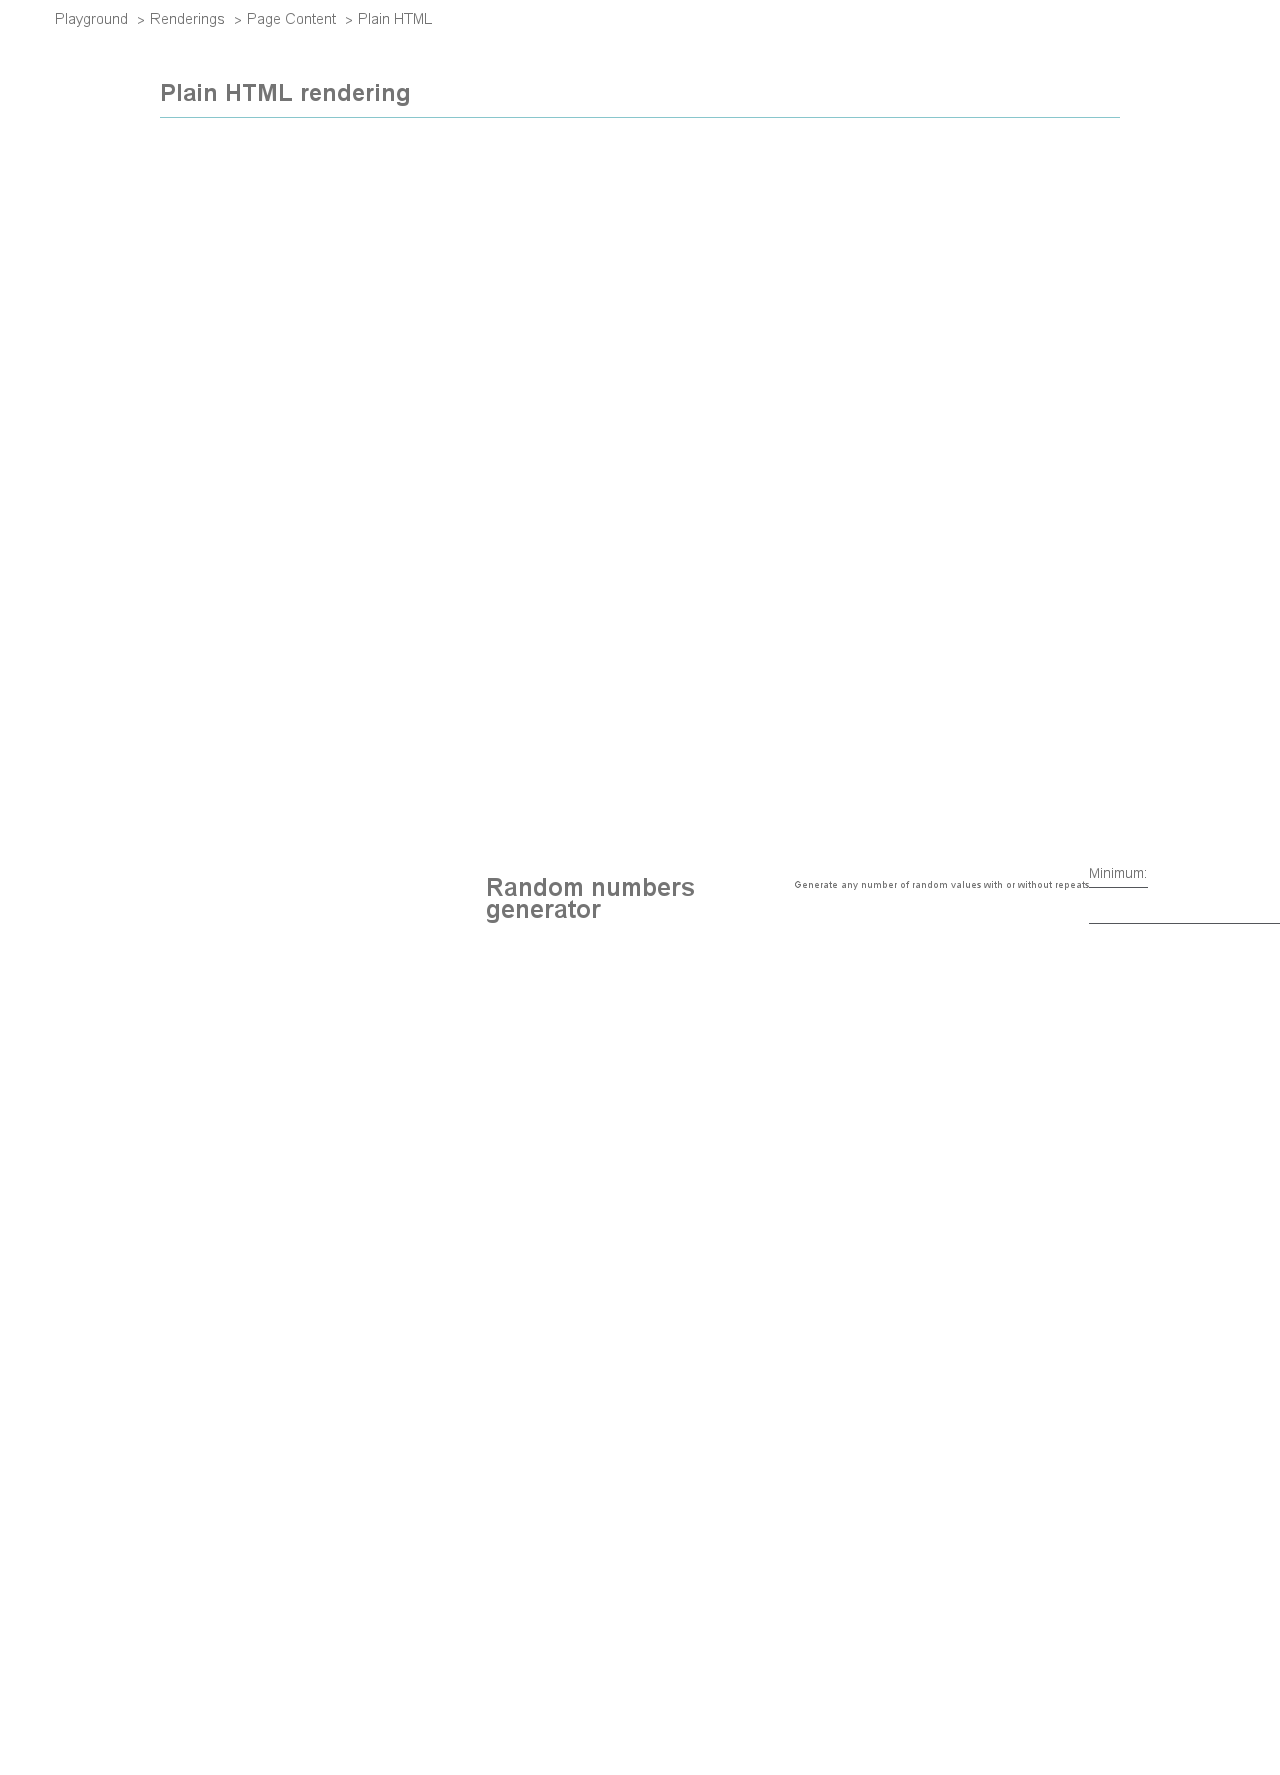 Playground > Renderings > Page Content > Plain HTML
Plain HTML rendering
Random numbers
generator
Generate any number of random values with or without repeats
Minimum: